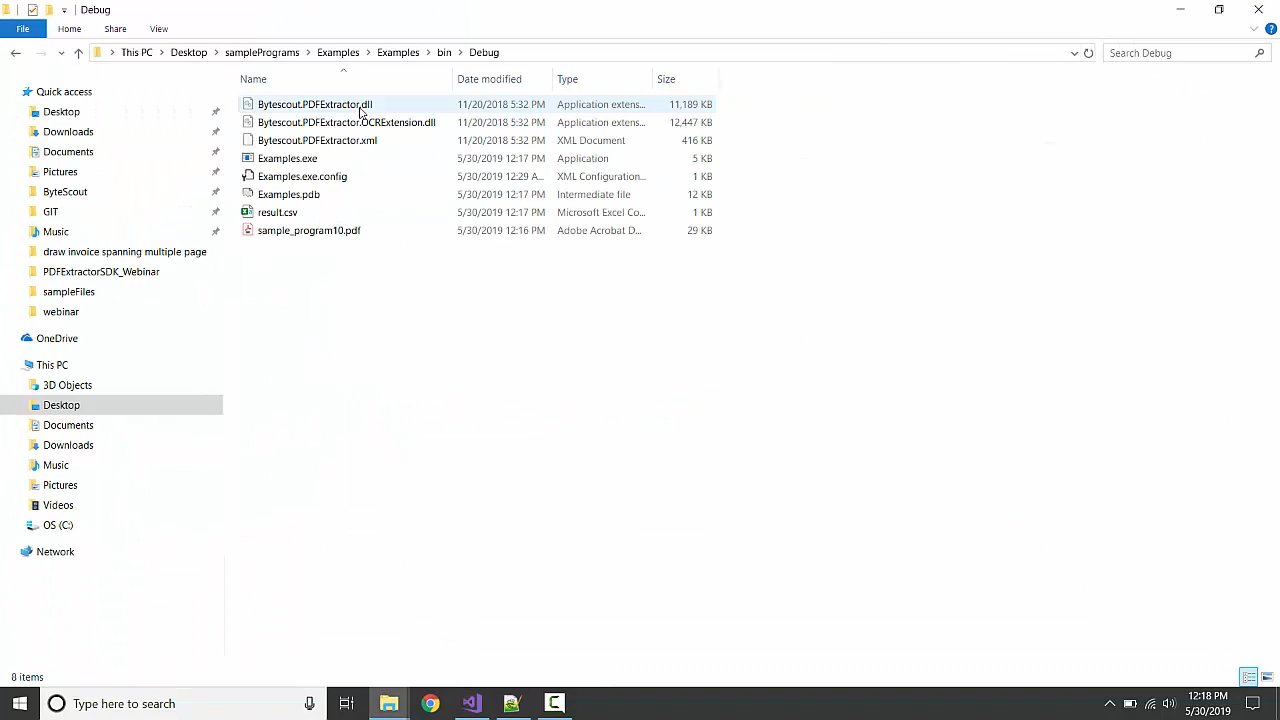 Debug
File Home Share View
This PC Desktop samplePrograms Examples Examples bin Debug
Search Debug
Name Date modified Type Size
Quick access
Desktop
Downloads
Documents
Pictures
ByteScout
GIT
Music
draw invoice spanning multiple page
PDFExtractorSDK_Webinar
sampleFiles
webinar
OneDrive
This PC
3D Objects
Desktop
Documents
Downloads
Music
Pictures
Videos
OS (C:)
Network
Bytescout.PDFExtractor.dll 11/20/2018 5:32 PM Application extens... 11,189 KB
Bytescout.PDFExtractor.OCRExtension.dll 11/20/2018 5:32 PM Application extens... 12,447 KB
Bytescout.PDFExtractor.xml 11/20/2018 5:32 PM XML Document 416 KB
Examples.exe 5/30/2019 12:17 PM Application 5 KB
Examples.exe.config 5/30/2019 12:29 A... XML Configuration... 1 KB
Examples.pdb 5/30/2019 12:17 PM Intermediate file 12 KB
result.csv 5/30/2019 12:17 PM Microsoft Excel Co... 1 KB
sample_program10.pdf 5/30/2019 12:16 PM Adobe Acrobat D... 29 KB
8 items
Type here to search
12:18 PM
5/30/2019